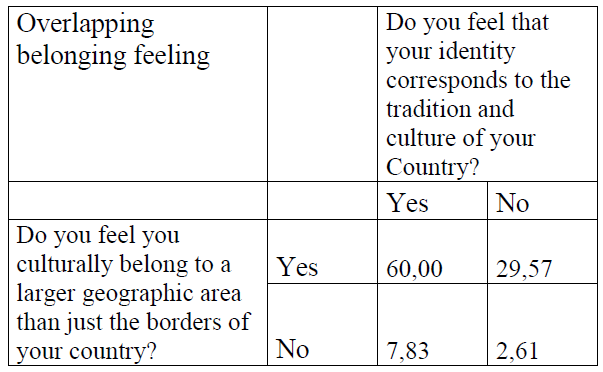 Overlapping
belonging feeling
Do you feel that
your identity
corresponds to the
tradition and
culture of your
Country?
Yes No
Do you feel you
culturally belong to a
larger geographic area
than just the borders of
your country?
Yes 60,00 29,57
No 7,83 2,61